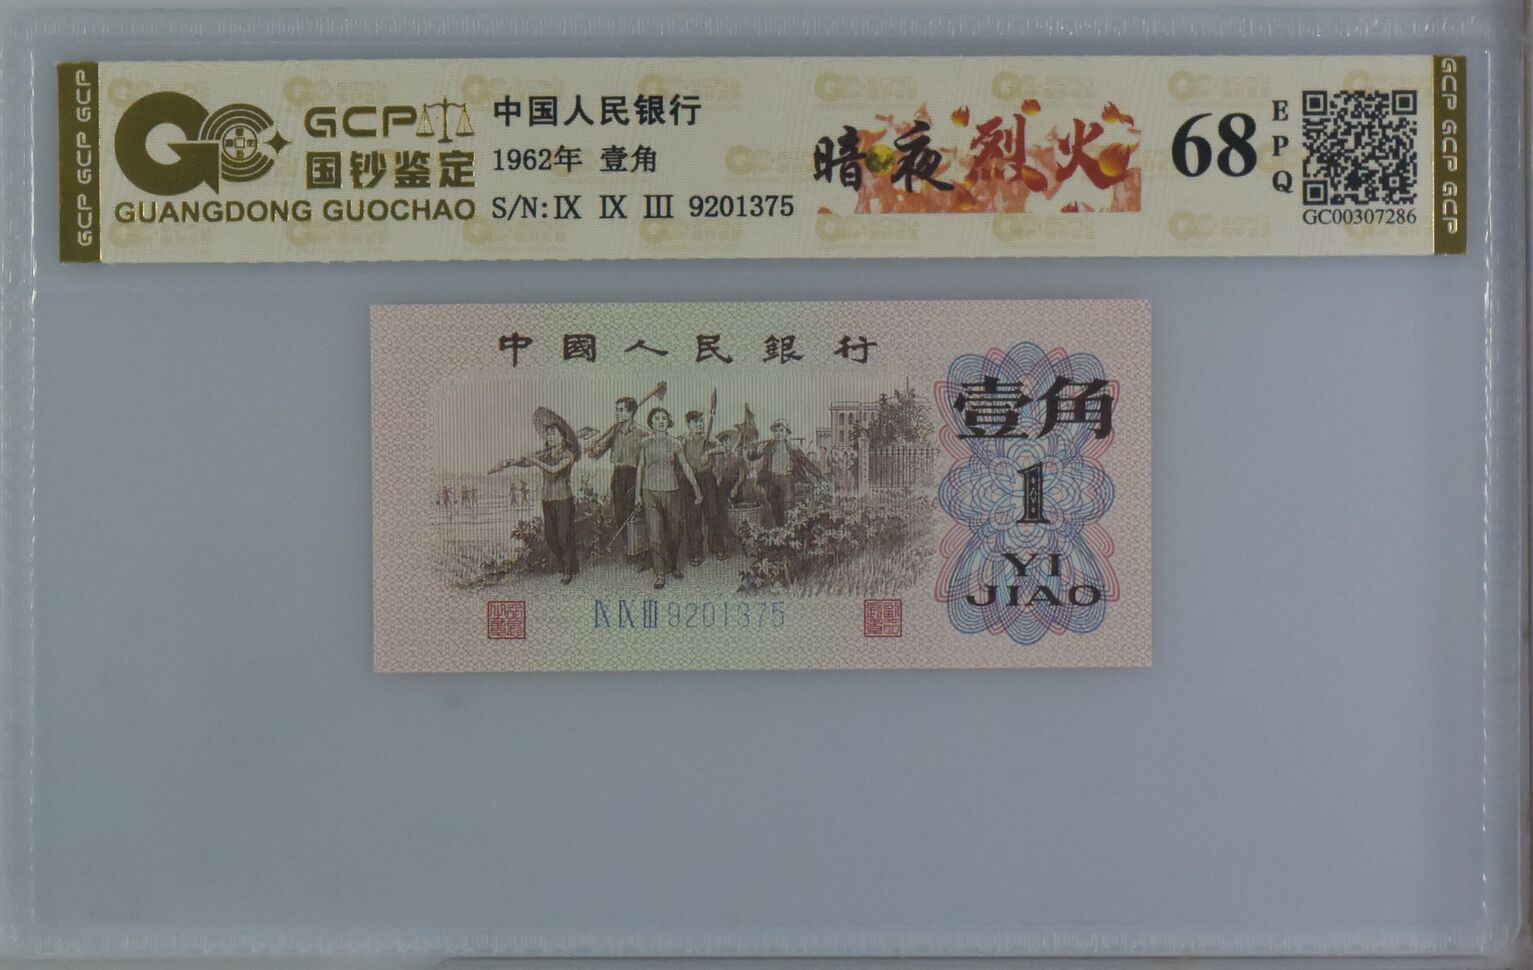 GCP GCP GCP
GCP
国钞鉴定
GUANGDONG GUOCHAO
中国人民银行
1962年 壹角
S/N: IX IX III 9201375
暗夜烈火
68
EPQ
GC00307286
GCP GCP GCP
中國人民銀行
壹角
1
YI
JIAO
IX IX III 9201375